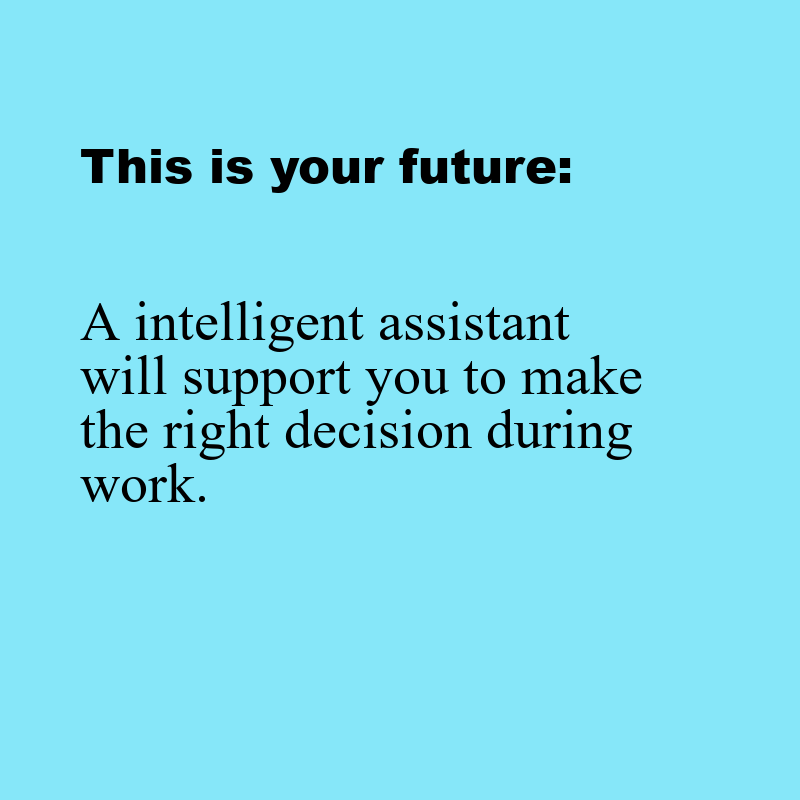 This is your future:
A intelligent assistant
will support you to make
the right decision during
work.